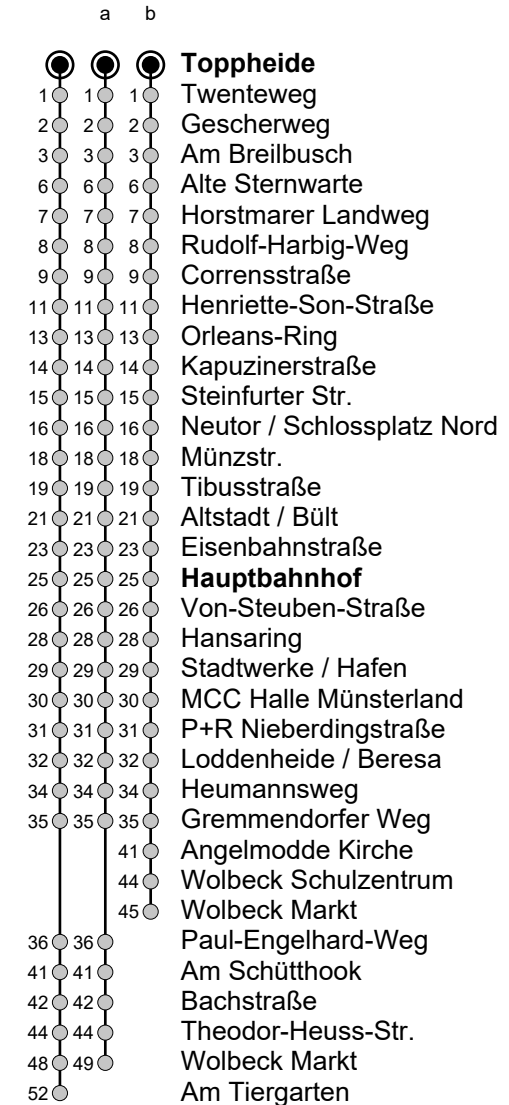 a b
Toppheide
1 1 1 Twenteweg
2 2 2 Gescherweg
3 3 3 Am Breilbusch
6 6 6 Alte Sternwarte
7 7 7 Horstmarer Landweg
8 8 8 Rudolf-Harbig-Weg
9 9 9 Corrensstraße
11 11 11 Henriette-Son-Straße
13 13 13 Orleans-Ring
14 14 14 Kapuzinerstraße
15 15 15 Steinfurter Str.
16 16 16 Neutor / Schlossplatz Nord
18 18 18 Münzstr.
19 19 19 Tibusstraße
21 21 21 Altstadt / Bült
23 23 23 Eisenbahnstraße
25 25 25 Hauptbahnhof
26 26 26 Von-Steuben-Straße
28 28 28 Hansaring
29 29 29 Stadtwerke / Hafen
30 30 30 MCC Halle Münsterland
31 31 31 P+R Nieberdingstraße
32 32 32 Loddenheide / Beresa
34 34 34 Heumannsweg
35 35 35 Gremmendorfer Weg
41 Angelmodde Kirche
44 Wolbeck Schulzentrum
45 Wolbeck Markt
36 36 Paul-Engelhard-Weg
41 41 Am Schütthook
42 42 Bachstraße
44 44 Theodor-Heuss-Str.
48 49 Wolbeck Markt
52 Am Tiergarten